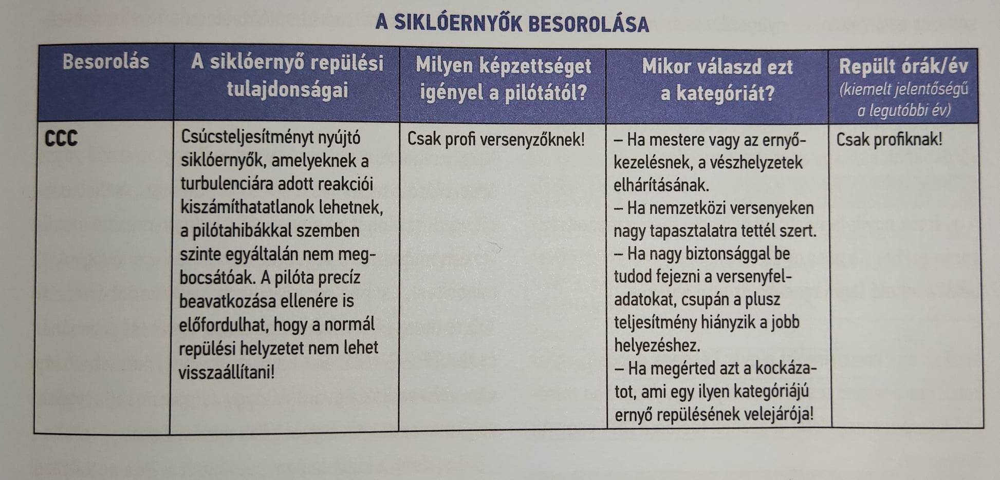 A SIKLÓERNYŐK BESOROLÁSA
Besorolás
A siklóernyő repülési
tulajdonságai
Milyen képzettséget
igényel a pilótától?
Mikor válaszd ezt
a kategóriát?
Repült órák/év
(kiemelt jelentőségű
a legutóbbi év)
CCC
Csúcsteljesítményt nyújtó
siklóernyők, amelyeknek a
turbulenciára adott reakciói
kiszámíthatatlanok lehetnek,
a pilótahibákkal szemben
szinte egyáltalán nem meg-
bocsátóak. A pilóta precíz
beavatkozása ellenére is
előfordulhat, hogy a normál
repülési helyzetet nem lehet
visszaállítani!
Csak profi versenyzőknek!
– Ha mestere vagy az ernyő-
kezelésnek, a vészhelyzetek
elhárításának.
– Ha nemzetközi versenyeken
nagy tapasztalatra tettél szert.
– Ha nagy biztonsággal be
tudod fejezni a versenyfel-
adatokat, csupán a plusz
teljesítmény hiányzik a jobb
helyezéshez.
– Ha megérted azt a kockáza-
tot, ami egy ilyen kategóriájú
ernyő repülésének velejárója!
Csak profiknak!